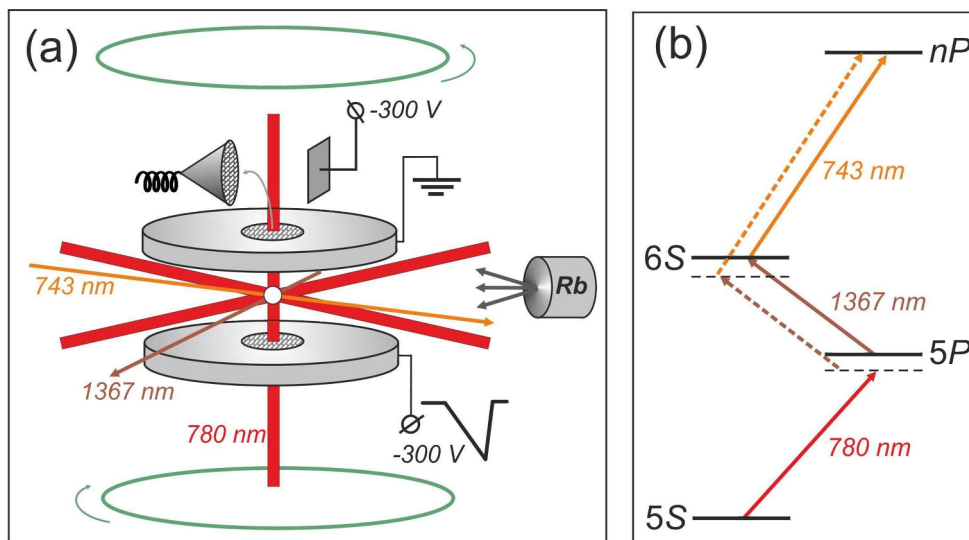 (a)
-300 V
743 nm
Rb
1367 nm
780 nm
-300 V
(b)
nP
743 nm
6S
1367 nm
5P
780 nm
5S